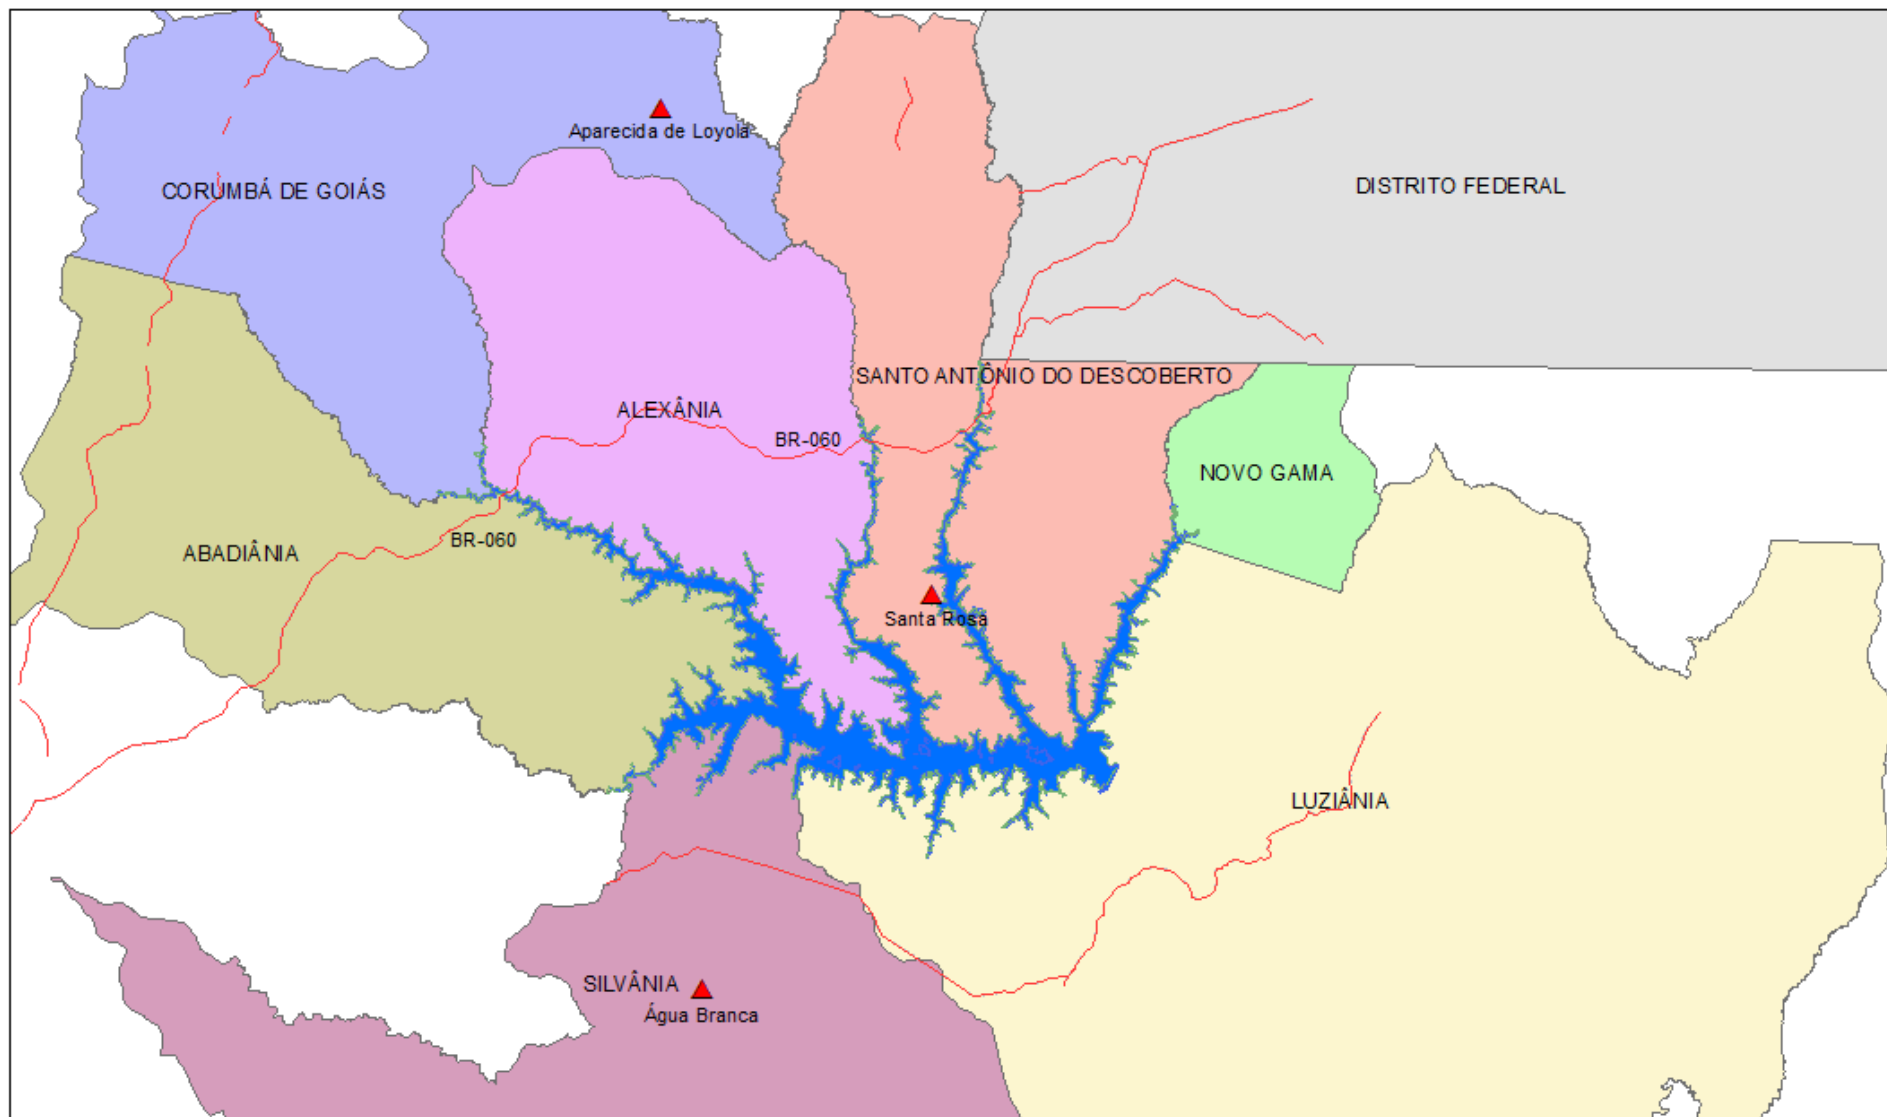 Aparecida de Loyola
CORUMBÁ DE GOIÁS
DISTRITO FEDERAL
SANTO ANTÔNIO DO DESCOBERTO
ALEXÂNIA
BR-060
NOVO GAMA
BR-060
ABADIÂNIA
Santa Rosa
LUZIÂNIA
SILVÂNIA
Água Branca